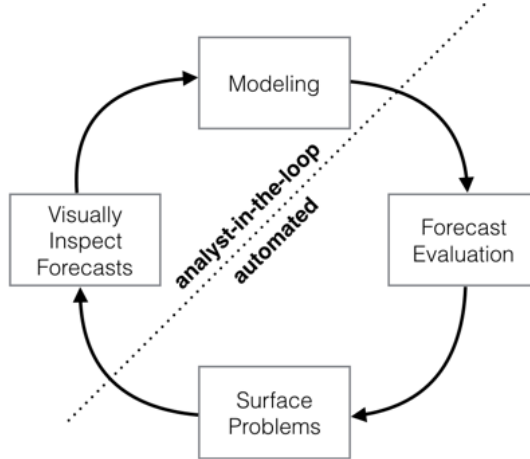 Modeling
analyst-in-the-loop
automated
Visually
Inspect
Forecasts
Forecast
Evaluation
Surface
Problems